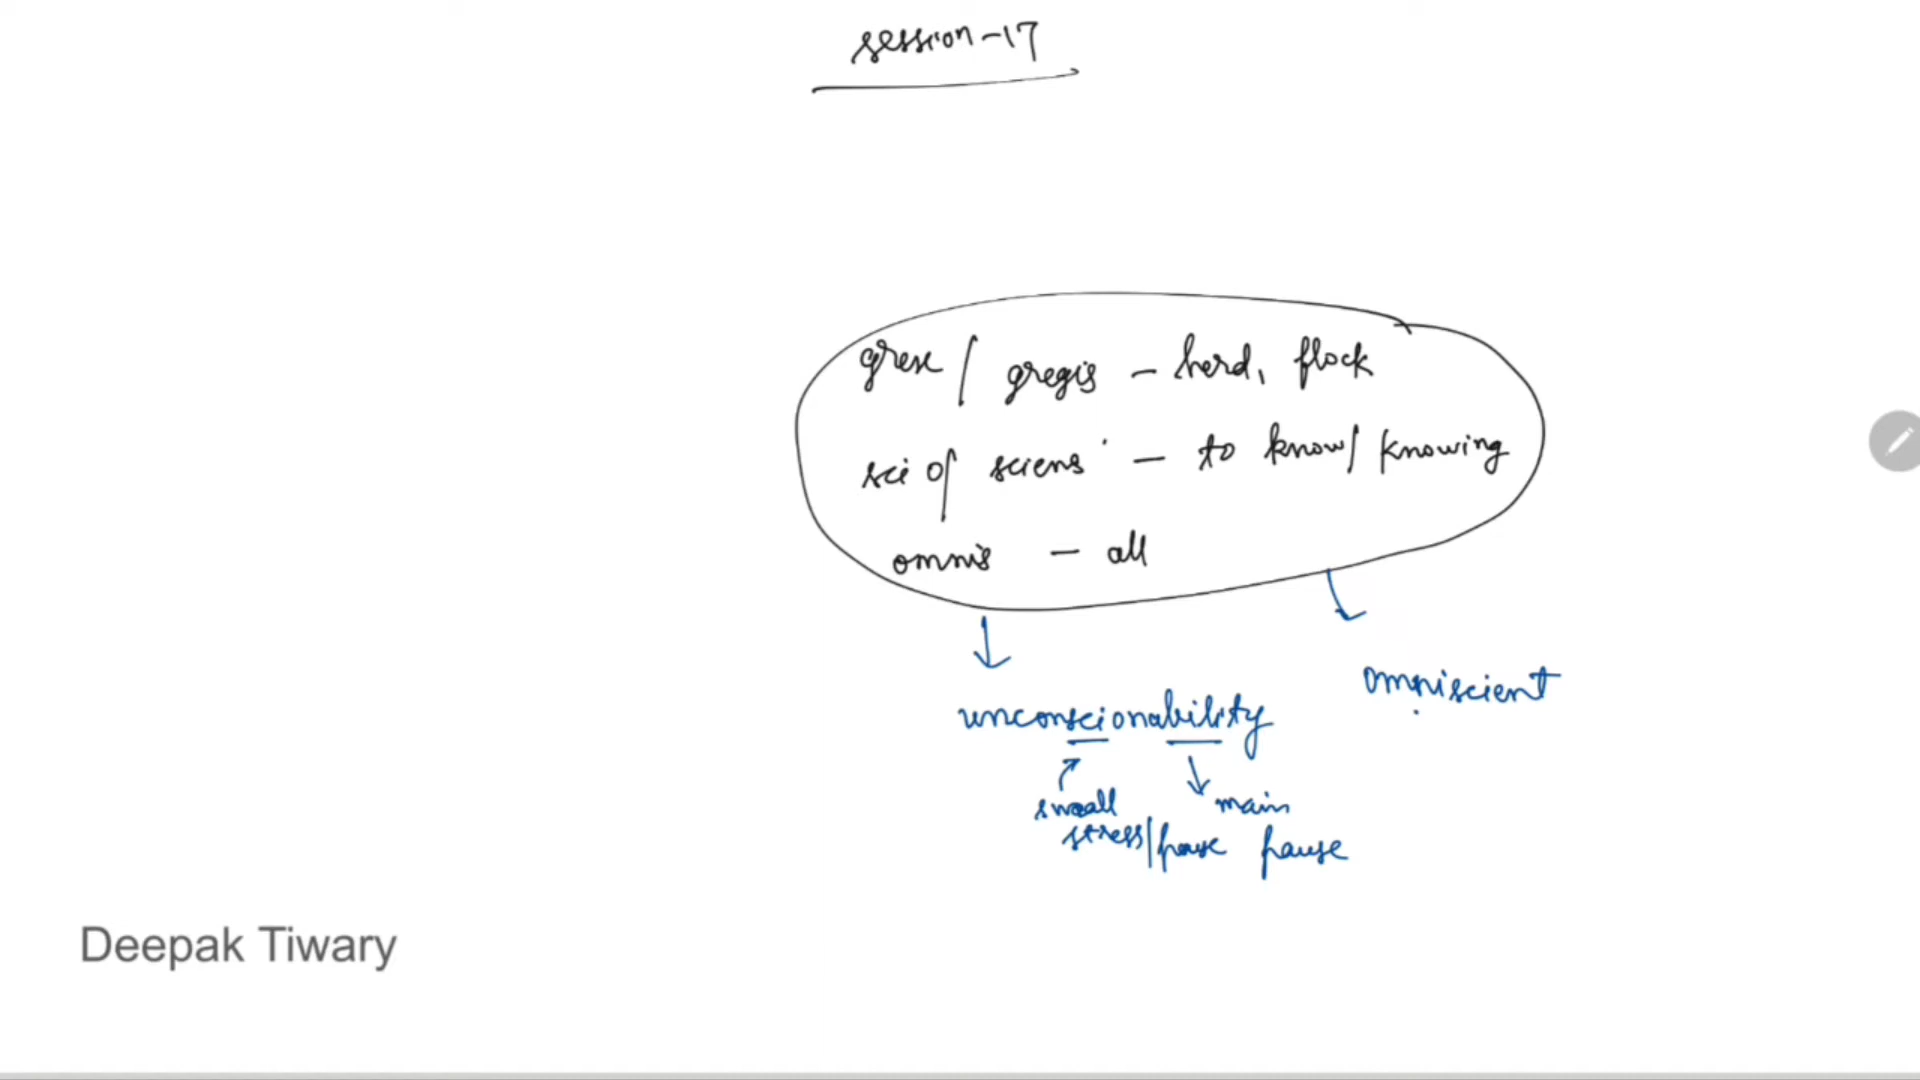 session-17
grex / gregis - herd, flock
sci of sciens - to know/ knowing
omnis - all
omniscient
unconscionability
small main
stress/pause pause
Deepak Tiwary